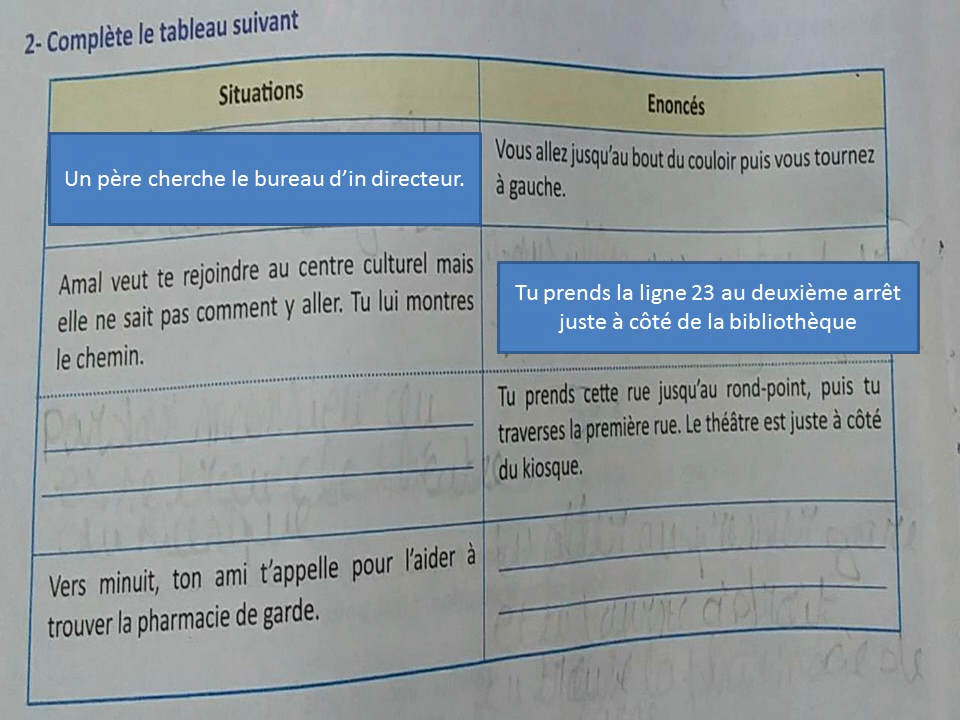 2- Complète le tableau suivant
Situations
Enoncés
Un père cherche le bureau d'in directeur.
Vous allez jusqu'au bout du couloir puis vous tournez
à gauche.
Amal veut te rejoindre au centre culturel mais
elle ne sait pas comment y aller. Tu lui montres
le chemin.
Tu prends la ligne 23 au deuxième arrêt
juste à côté de la bibliothèque
Tu prends cette rue jusqu'au rond-point, puis tu
traverses la première rue. Le théâtre est juste à côté
du kiosque.
Vers minuit, ton ami t'appelle pour l'aider à
trouver la pharmacie de garde.